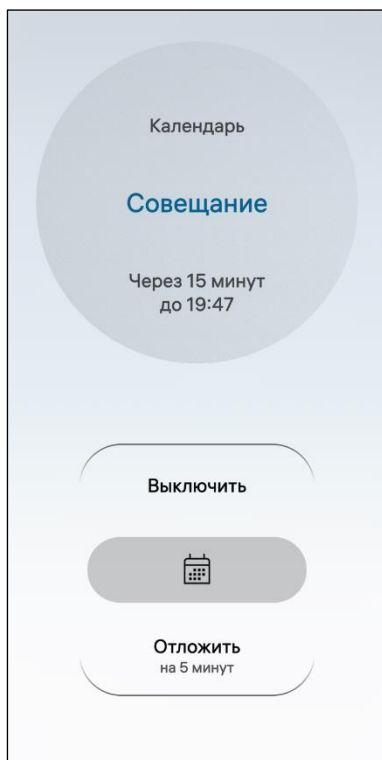 Календарь
Совещание
Через 15 минут
до 19:47
Выключить
Отложить
на 5 минут